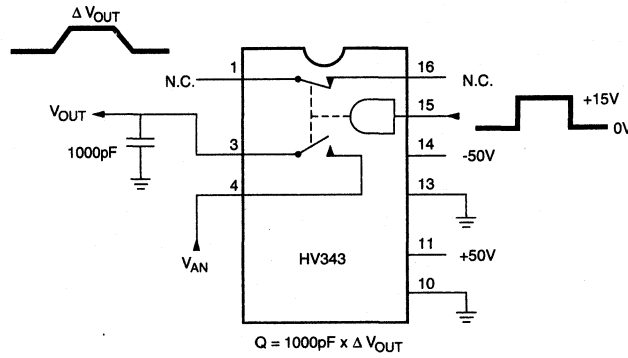 Δ VOUT
N.C. 1 16 N.C.
VOUT 15 +15V
0V
1000pF 3 14 -50V
4 13
VAN HV343 11 +50V
10
Q = 1000pF x Δ VOUT